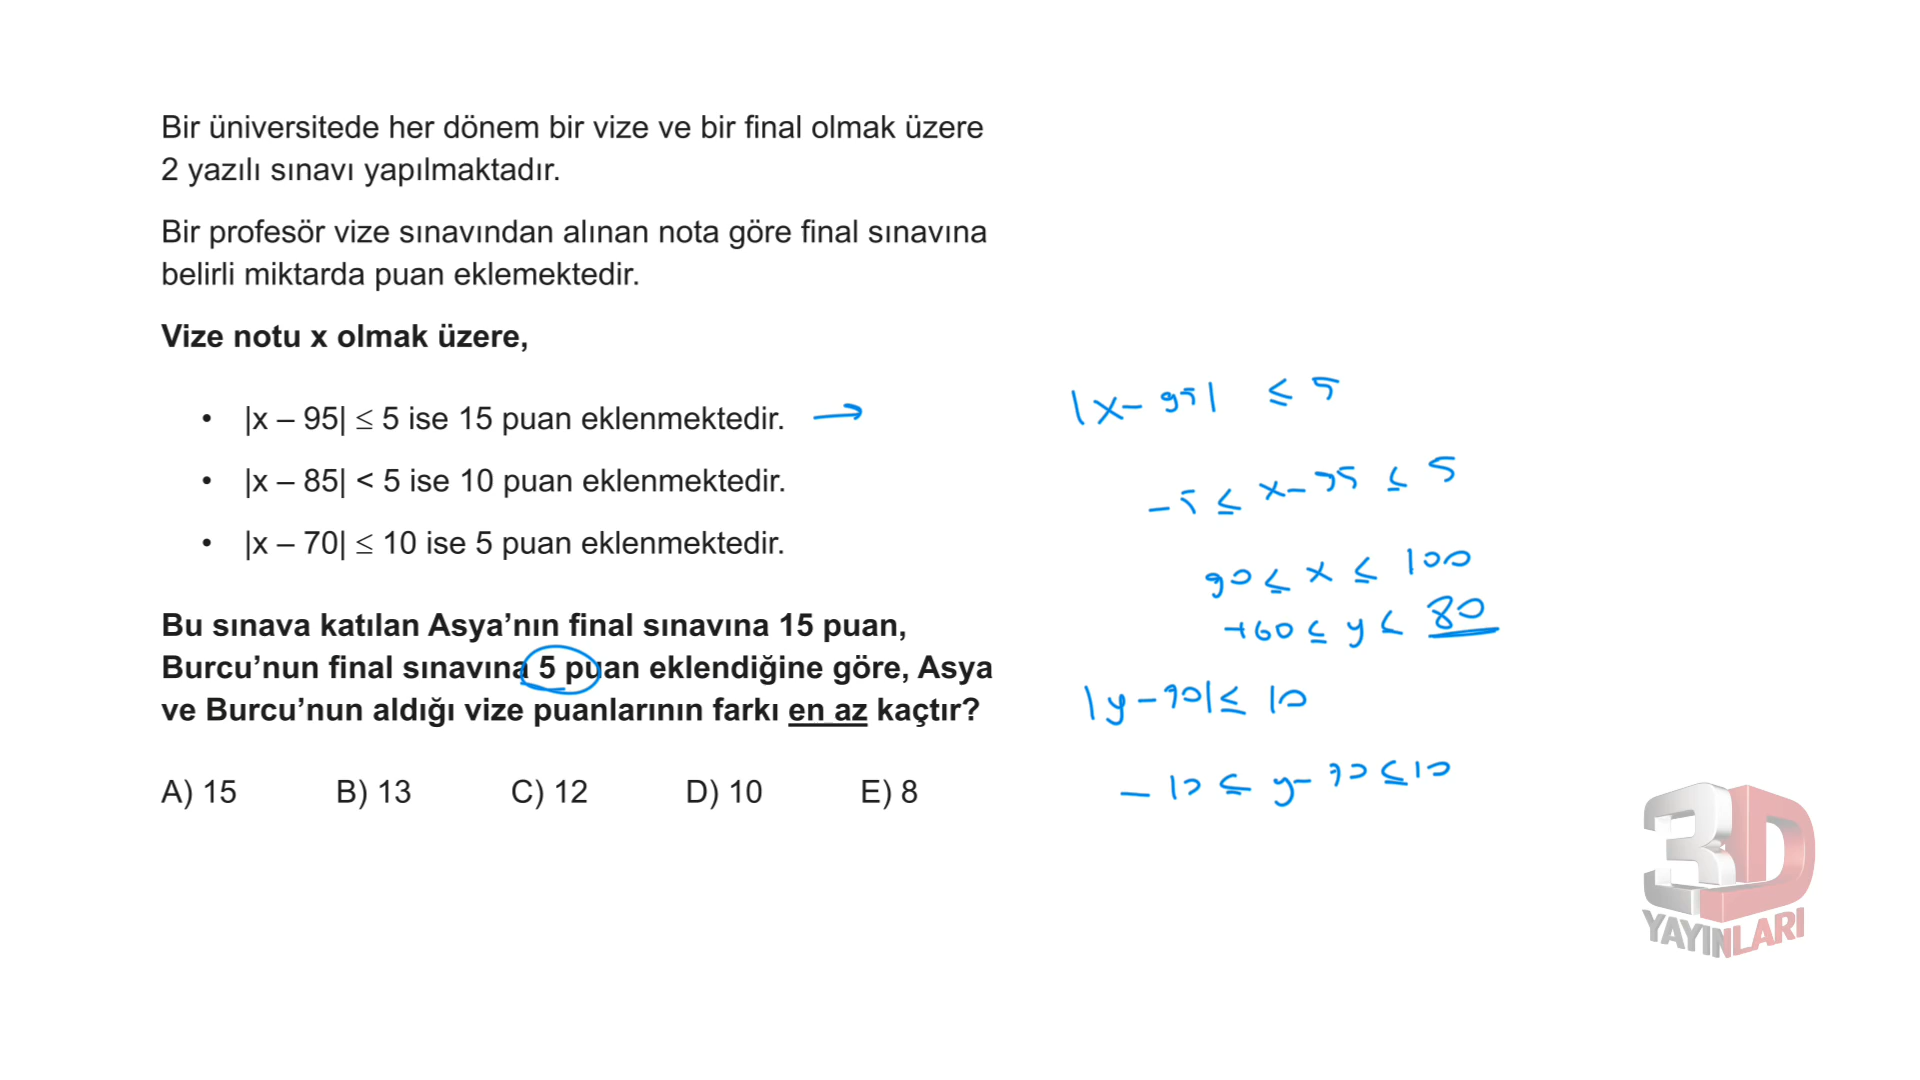 Bir üniversitede her dönem bir vize ve bir final olmak üzere
2 yazılı sınavı yapılmaktadır.
Bir profesör vize sınavından alınan nota göre final sınavına
belirli miktarda puan eklemektedir.
Vize notu x olmak üzere,
• |x – 95| ≤ 5 ise 15 puan eklenmektedir. →
• |x – 85| < 5 ise 10 puan eklenmektedir.
• |x – 70| ≤ 10 ise 5 puan eklenmektedir.
Bu sınava katılan Asya’nın final sınavına 15 puan,
Burcu’nun final sınavına 5 puan eklendiğine göre, Asya
ve Burcu’nun aldığı vize puanlarının farkı en az kaçtır?
A) 15 B) 13 C) 12 D) 10 E) 8
|x - 95| ≤ 5
-5 ≤ x - 95 ≤ 5
90 ≤ x ≤ 100
+60 ≤ y ≤ 80
|y - 70| ≤ 10
-10 ≤ y - 70 ≤ 10
3D
YAYINLARI